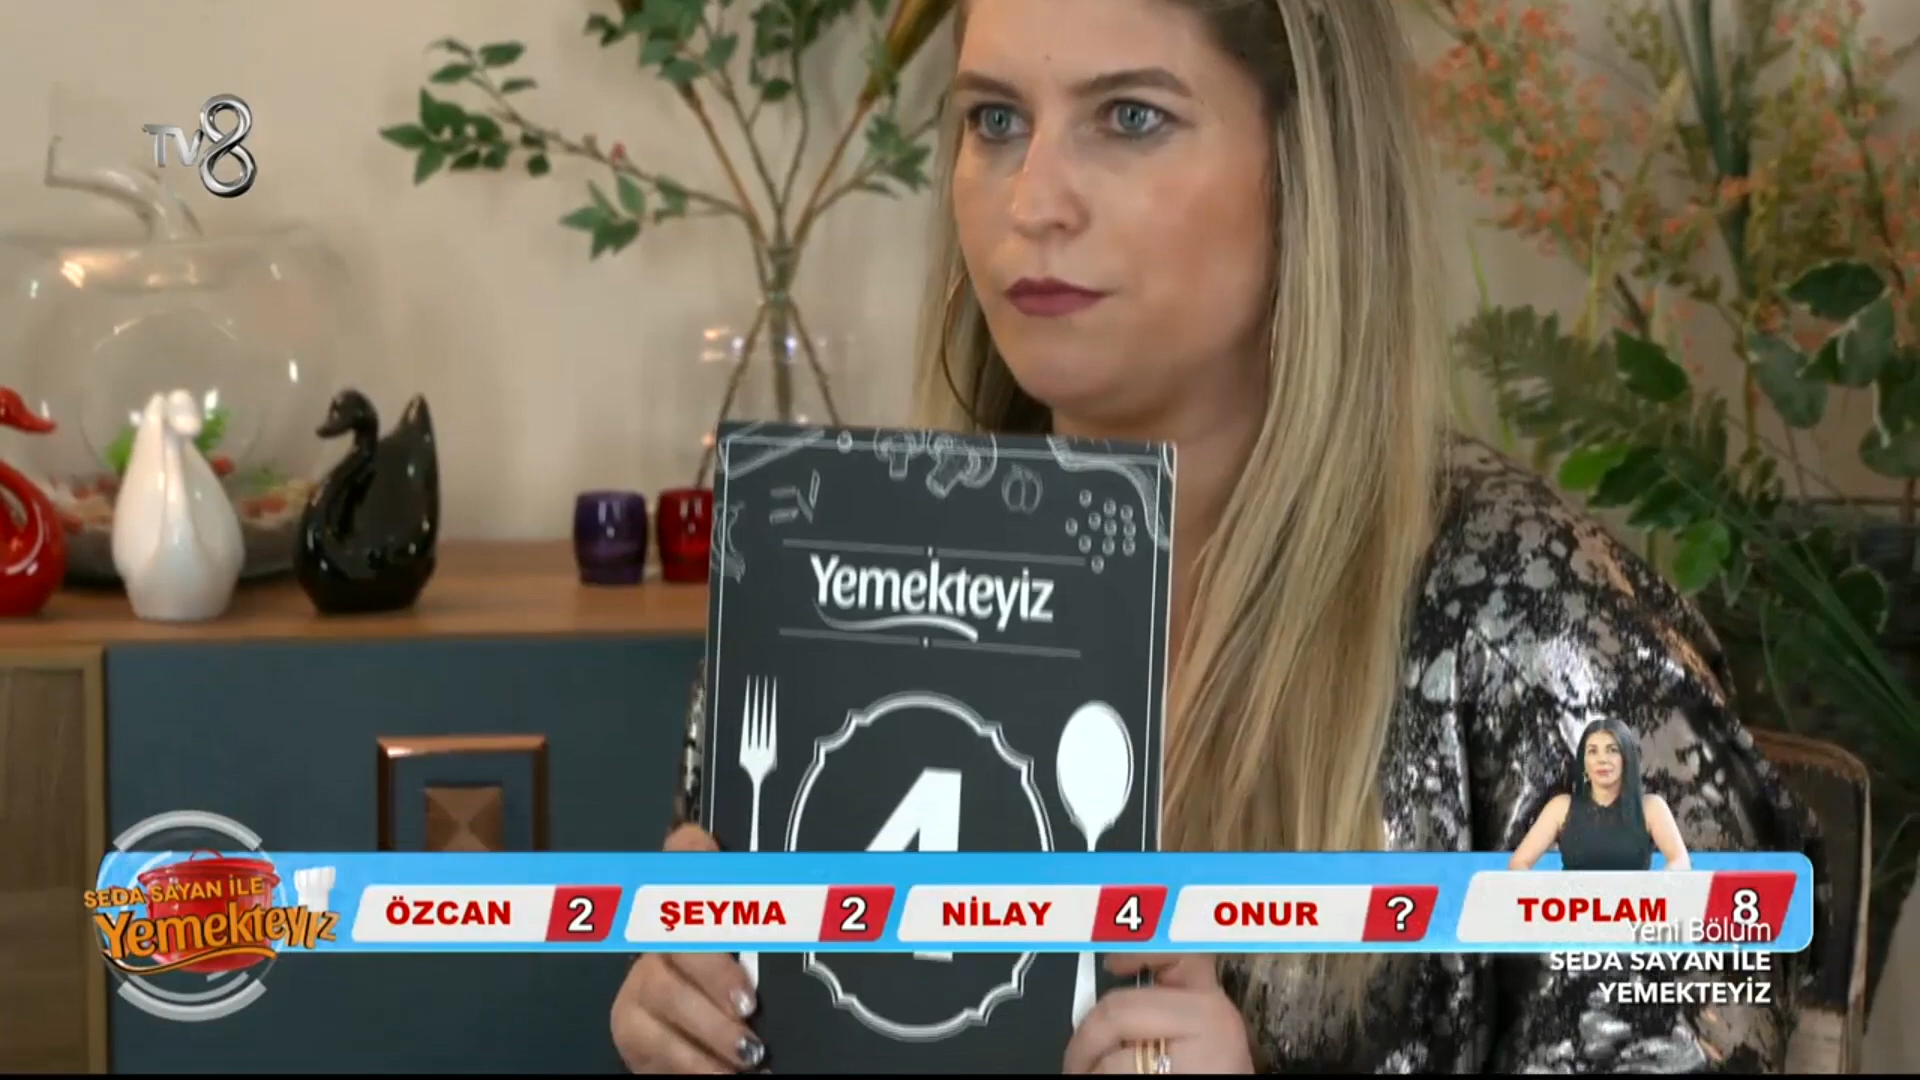 TV8
Yemekteyiz
4
SEDA SAYAN İLE
Yemekteyiz
ÖZCAN 2 ŞEYMA 2 NİLAY 4 ONUR ? TOPLAM 8
Yeni Bölüm
SEDA SAYAN İLE
YEMEKTEYİZ